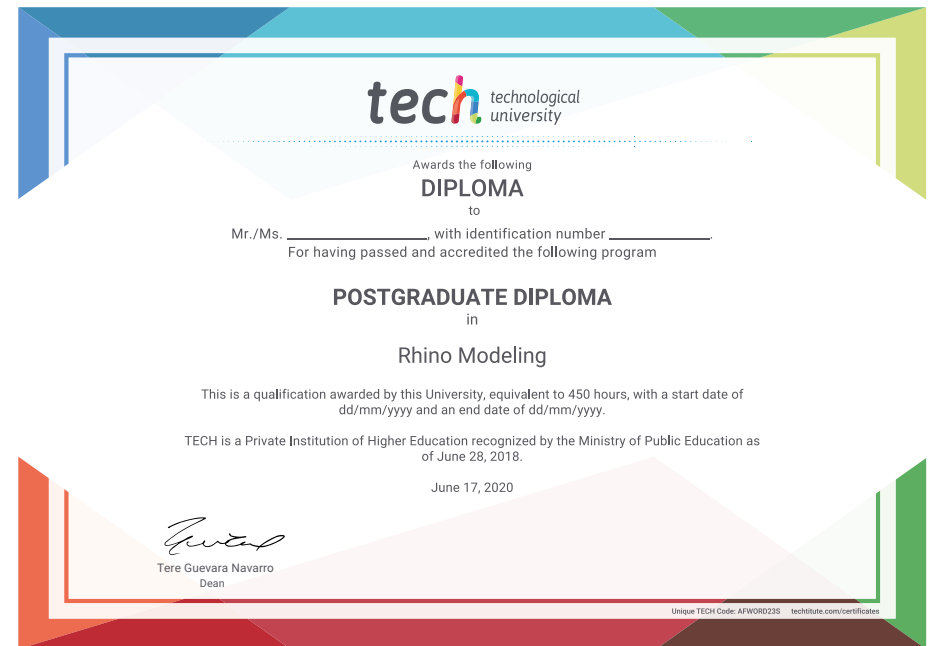 tech technological
university
Awards the following
DIPLOMA
to
Mr./Ms. ____________________, with identification number ______________.
For having passed and accredited the following program
POSTGRADUATE DIPLOMA
in
Rhino Modeling
This is a qualification awarded by this University, equivalent to 450 hours, with a start date of
dd/mm/yyyy and an end date of dd/mm/yyyy.
TECH is a Private Institution of Higher Education recognized by the Ministry of Public Education as
of June 28, 2018.
June 17, 2020
Tere Guevara Navarro
Dean
Unique TECH Code: AFWORD23S techtitute.com/certificates